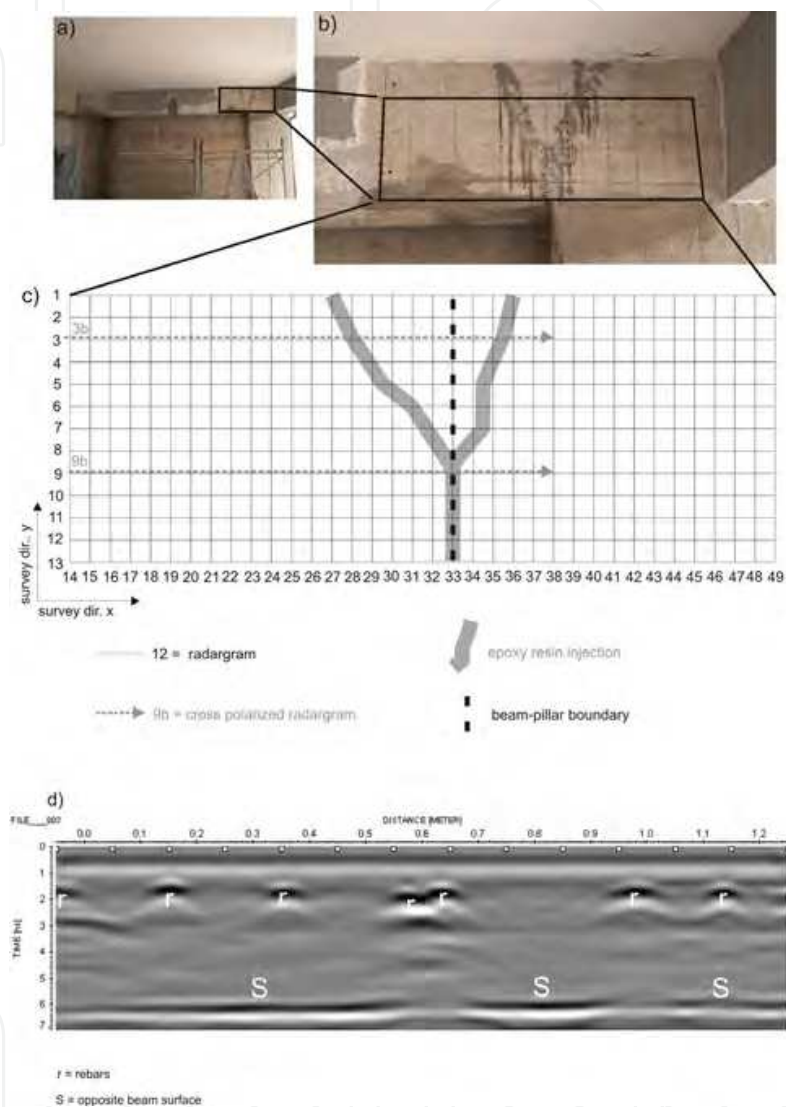 a)
b)
c)
1
2
3
3b
4
5
6
7
8
9
9b
10
11
12
13
14 15 16 17 18 19 20 21 22 23 24 25 26 27 28 29 30 31 32 33 34 35 36 37 38 39 40 41 42 43 44 45 46 47 48 49
survey dir.. y
survey dir. x
12 = radargram
epoxy resin injection
9b = cross polarized radargram
beam-pillar boundary
d)
FILE___007
DISTANCE [METER]
0.0 0.1 0.2 0.3 0.4 0.5 0.6 0.7 0.8 0.9 1.0 1.1 1.2
0
1
2
3
4
5
6
7
TIME [ns]
r r r r r r r
S S S
r = rebars
S = opposite beam surface